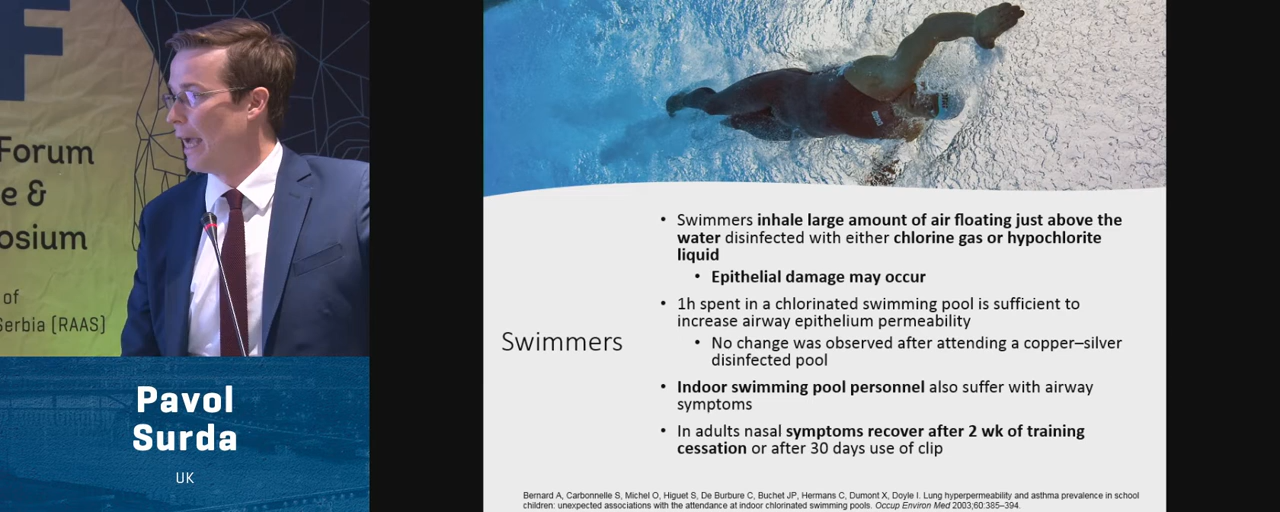 F
Forum
e &
osium
of
Serbia (RAAS)
Pavol
Surda
UK
Swimmers
• Swimmers inhale large amount of air floating just above the
water disinfected with either chlorine gas or hypochlorite
liquid
• Epithelial damage may occur
• 1h spent in a chlorinated swimming pool is sufficient to
increase airway epithelium permeability
• No change was observed after attending a copper–silver
disinfected pool
• Indoor swimming pool personnel also suffer with airway
symptoms
• In adults nasal symptoms recover after 2 wk of training
cessation or after 30 days use of clip
Bernard A, Carbonnelle S, Michel O, Higuet S, De Burbure C, Buchet JP, Hermans C, Dumont X, Doyle I. Lung hyperpermeability and asthma prevalence in school
children: unexpected associations with the attendance at indoor chlorinated swimming pools. Occup Environ Med 2003;60:385–394.